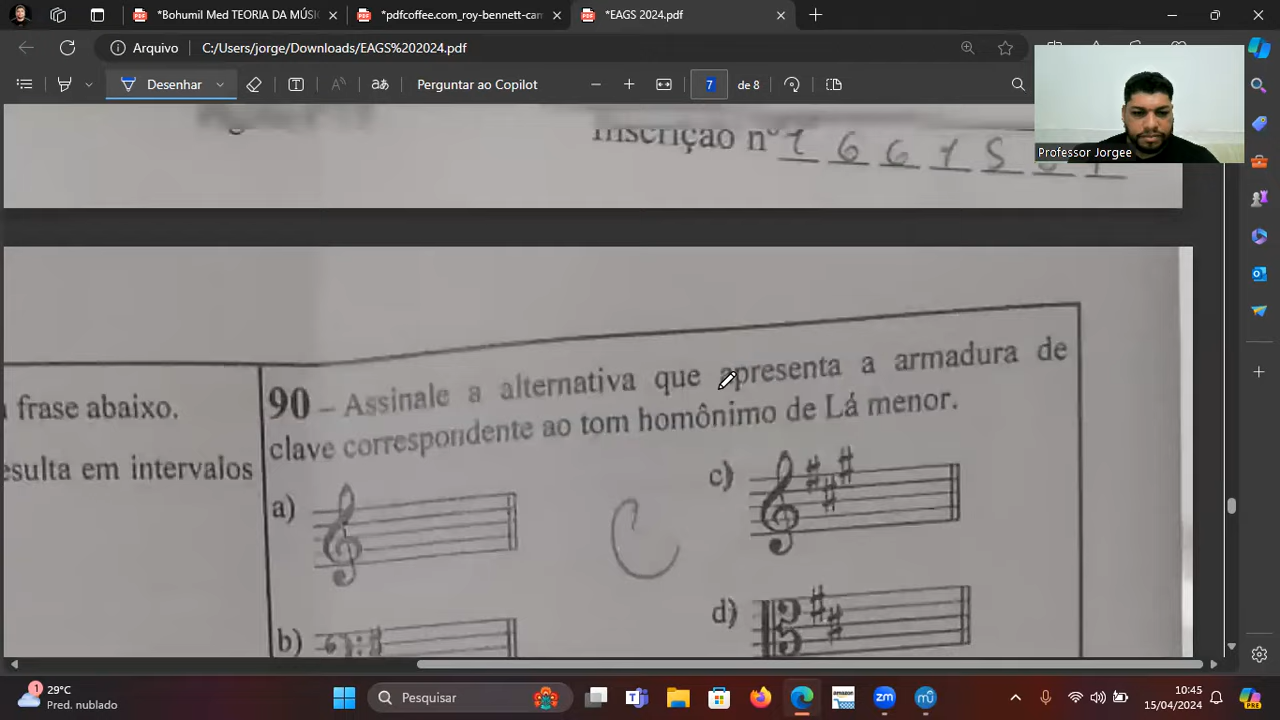 *Bohumil Med TEORIA DA MÚSI
*pdfcoffee.com_roy-bennett-cam
*EAGS 2024.pdf
Arquivo
C:/Users/jorge/Downloads/EAGS%202024.pdf
Desenhar
Perguntar ao Copilot
7
de 8
Professor Jorgee
Inscrição nº
90 – Assinale a alternativa que apresenta a armadura de
clave correspondente ao tom homônimo de Lá menor.
frase abaixo.
esulta em intervalos
a)
c)
C
b)
d)
1
29°C
Pred. nublado
Pesquisar
10:45
15/04/2024